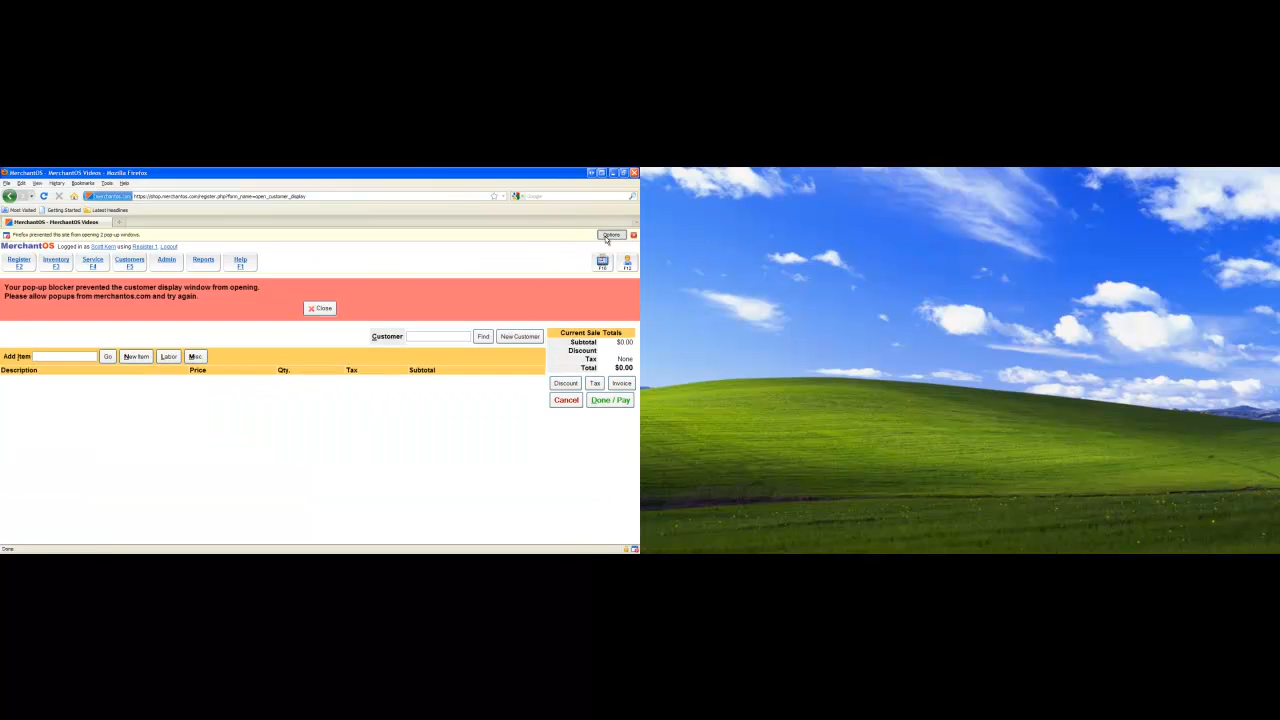 MerchantOS - MerchantOS Videos - Mozilla Firefox
File Edit View History Bookmarks Tools Help
merchantos.com https://shop.merchantos.com/register.php?form_name=open_customer_display Google
Most Visited Getting Started Latest Headlines
MerchantOS - MerchantOS Videos
Firefox prevented this site from opening 2 pop-up windows. Options
MerchantOS Logged in as Scott Kern using Register 1 Logout
Register Inventory Service Customers Admin Reports Help
F2 F3 F4 F5 F1 F10 F12
Your pop-up blocker prevented the customer display window from opening.
Please allow popups from merchantos.com and try again.
Close
Customer Find New Customer
Add Item Go New Item Labor Misc.
Description Price Qty. Tax Subtotal
Current Sale Totals
Subtotal $0.00
Discount
Tax None
Total $0.00
Discount Tax Invoice
Cancel Done / Pay
Done